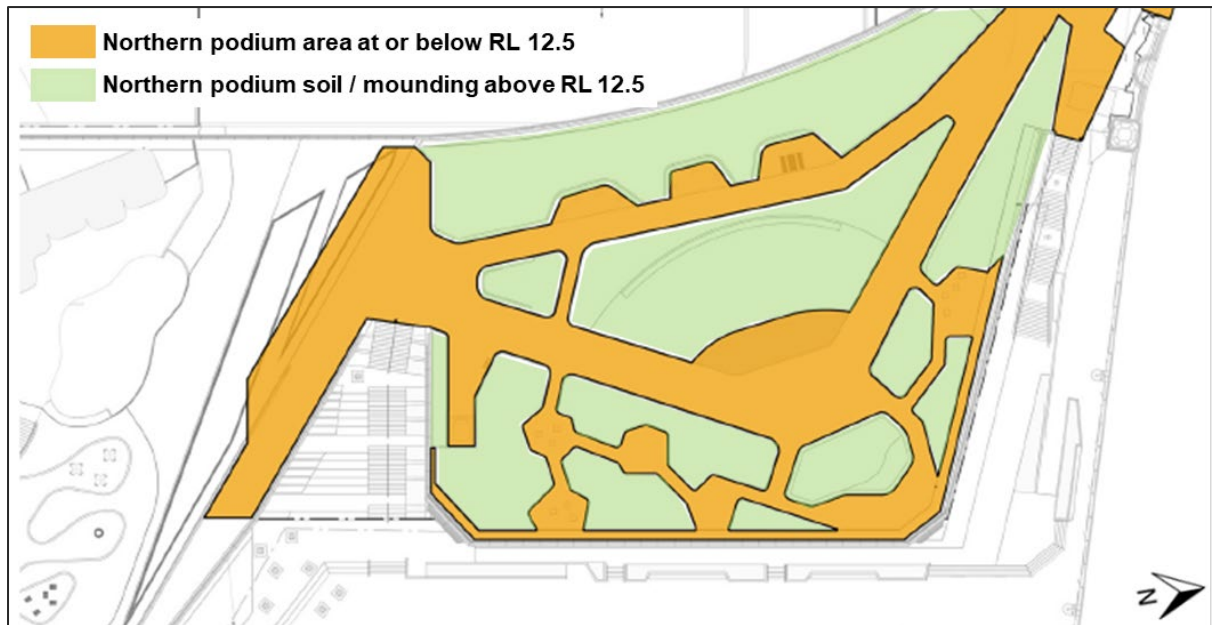 Northern podium area at or below RL 12.5
Northern podium soil / mounding above RL 12.5
N